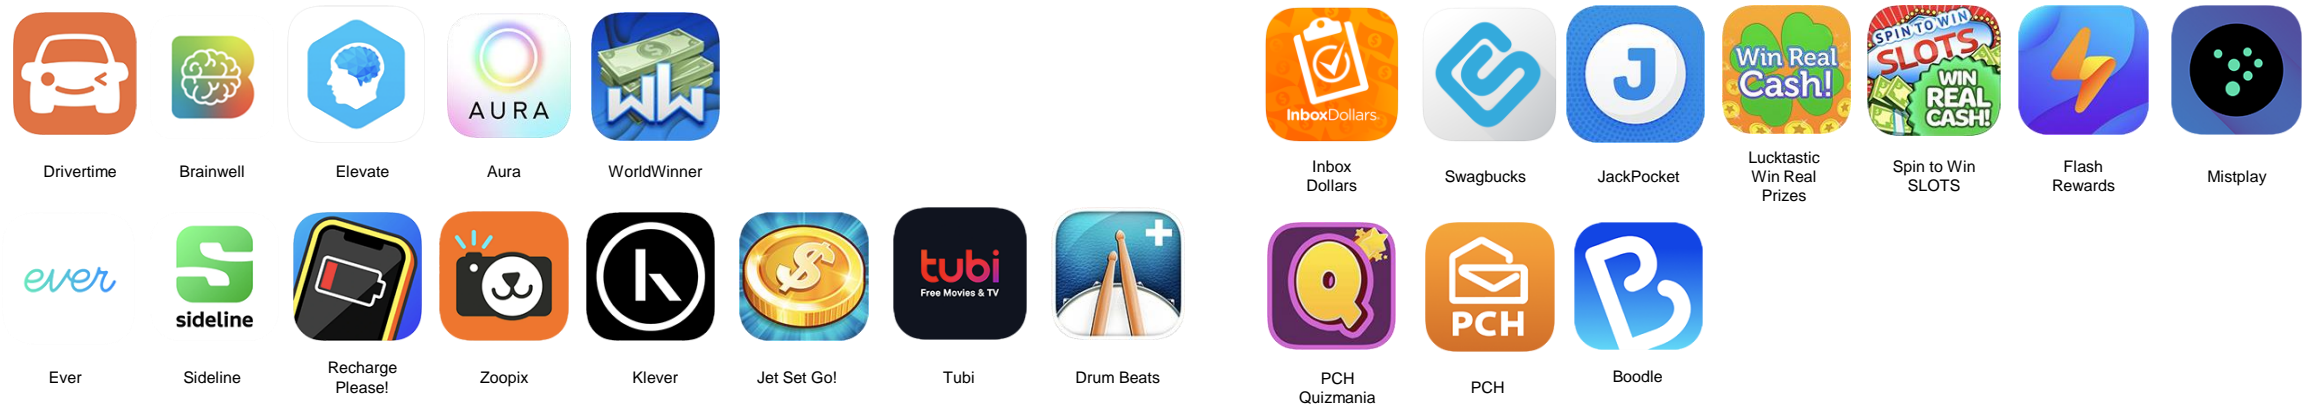 AURA
WW
InboxDollars
J
Win Real
Cash!
SPIN TO WIN
SLOTS
WIN
REAL
CASH!
Drivertime
Brainwell
Elevate
Aura
WorldWinner
Inbox
Dollars
Swagbucks
JackPocket
Lucktastic
Win Real
Prizes
Spin to Win
SLOTS
Flash
Rewards
Mistplay
ever
S
sideline
k
$
tubi
Free Movies & TV
Q
PCH
B
Ever
Sideline
Recharge
Please!
Zoopix
Klever
Jet Set Go!
Tubi
Drum Beats
PCH
Quizmania
PCH
Boodle